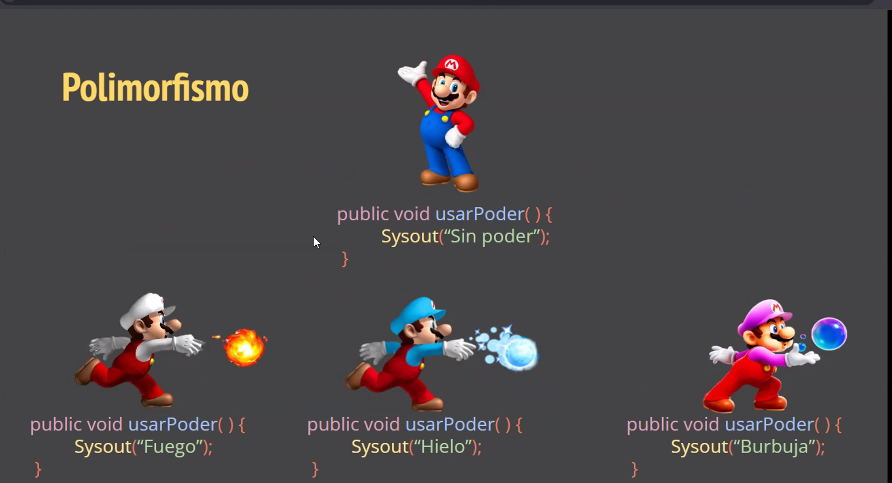 Polimorfismo
public void usarPoder( ) {
Sysout(“Sin poder”);
}
public void usarPoder( ) {
Sysout(“Fuego”);
}
public void usarPoder( ) {
Sysout(“Hielo”);
}
public void usarPoder( ) {
Sysout(“Burbuja”);
}